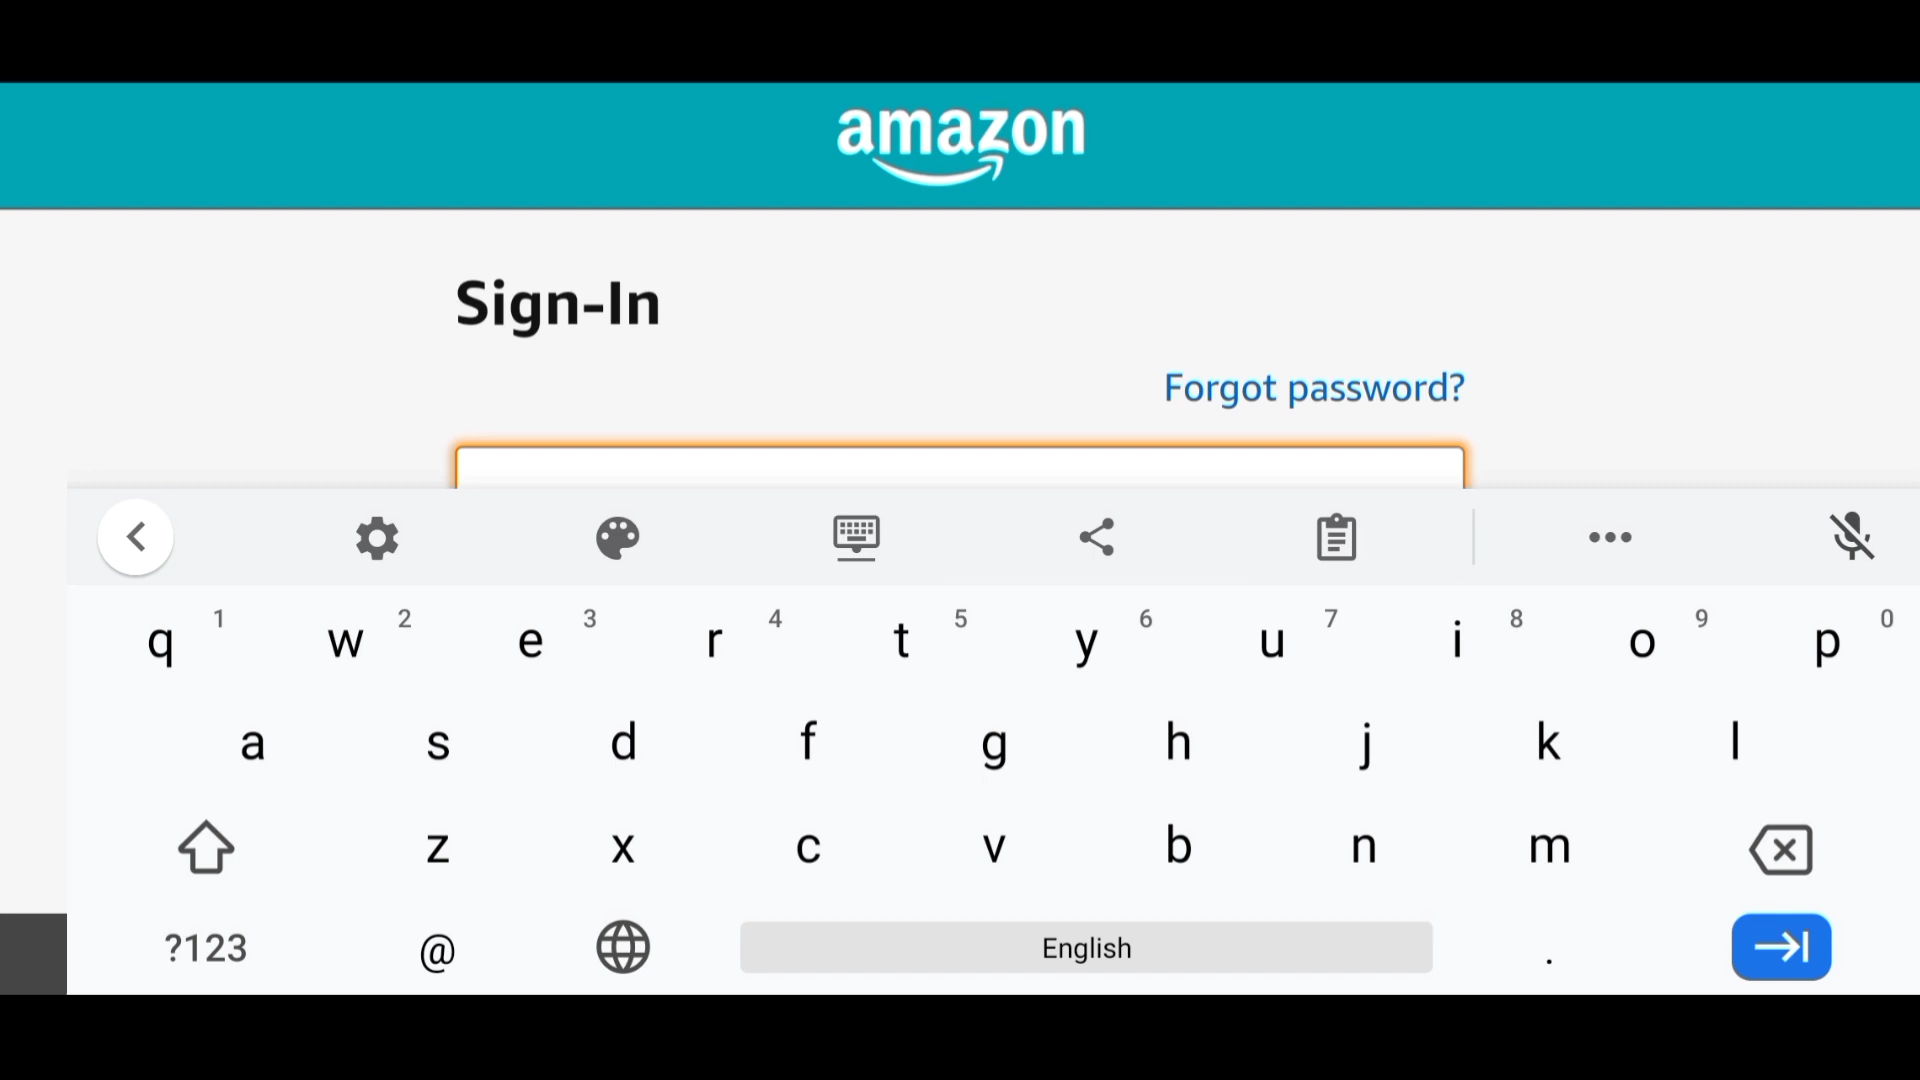 amazon
Sign-In
Forgot password?
q 1 w 2 e 3 r 4 t 5 y 6 u 7 i 8 o 9 p 0
a s d f g h j k l
z x c v b n m
?123 @ English .